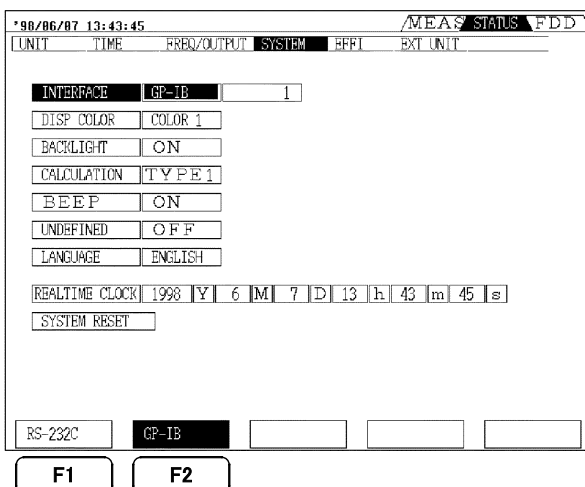 '98/06/07 13:43:45 MEAS STATUS FDD
UNIT TIME FREQ/OUTPUT SYSTEM EFFI EXT UNIT
INTERFACE GP-IB 1
DISP COLOR COLOR 1
BACKLIGHT ON
CALCULATION TYPE1
BEEP ON
UNDEFINED OFF
LANGUAGE ENGLISH
REALTIME CLOCK 1998 Y 6 M 7 D 13 h 43 m 45 s
SYSTEM RESET
RS-232C GP-IB
F1 F2